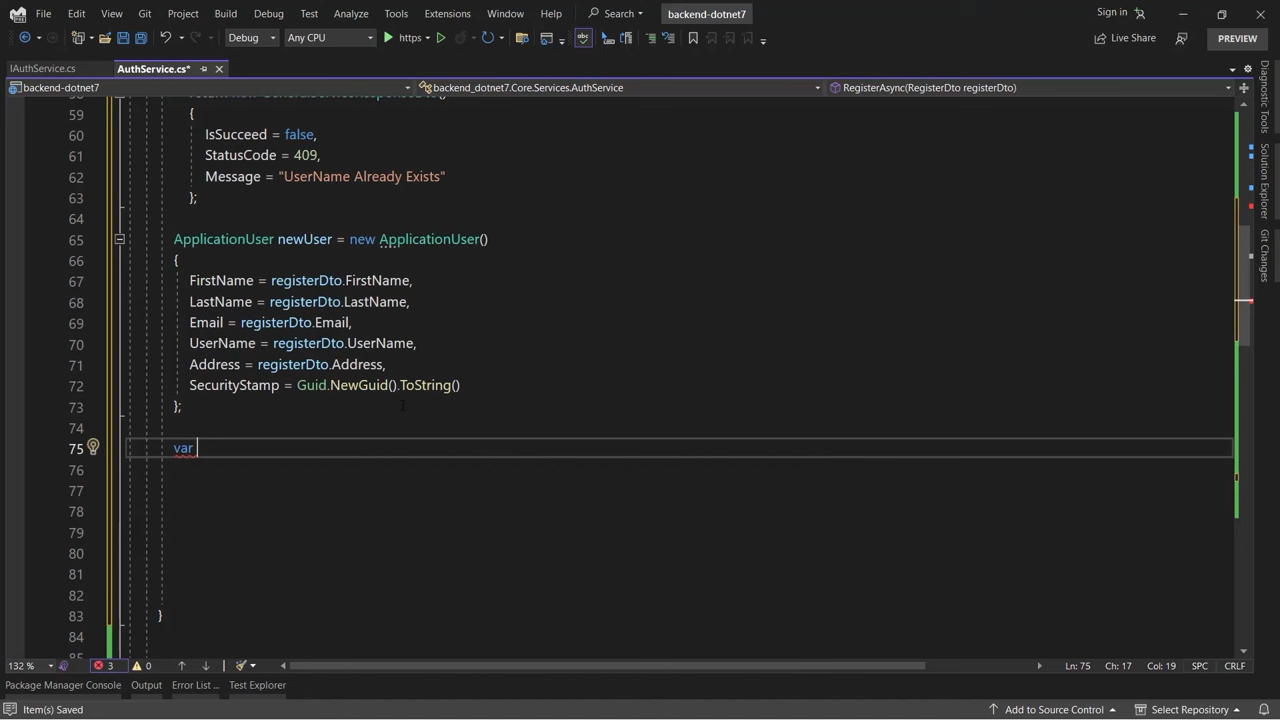 File Edit View Git Project Build Debug Test Analyze Tools Extensions Window Help Search backend-dotnet7 Sign in
Debug Any CPU https Live Share PREVIEW
IAuthService.cs AuthService.cs*
backend-dotnet7 backend_dotnet7.Core.Services.AuthService RegisterAsync(RegisterDto registerDto)
59 {
60 IsSucceed = false,
61 StatusCode = 409,
62 Message = "UserName Already Exists"
63 };
64
65 ApplicationUser newUser = new ApplicationUser()
66 {
67 FirstName = registerDto.FirstName,
68 LastName = registerDto.LastName,
69 Email = registerDto.Email,
70 UserName = registerDto.UserName,
71 Address = registerDto.Address,
72 SecurityStamp = Guid.NewGuid().ToString()
73 };
74
75 var
76
77
78
79
80
81
82
83 }
84
Diagnostic Tools
Solution Explorer
Git Changes
132 % 3 0 Ln: 75 Ch: 17 Col: 19 SPC CRLF
Package Manager Console Output Error List ... Test Explorer
Item(s) Saved Add to Source Control Select Repository